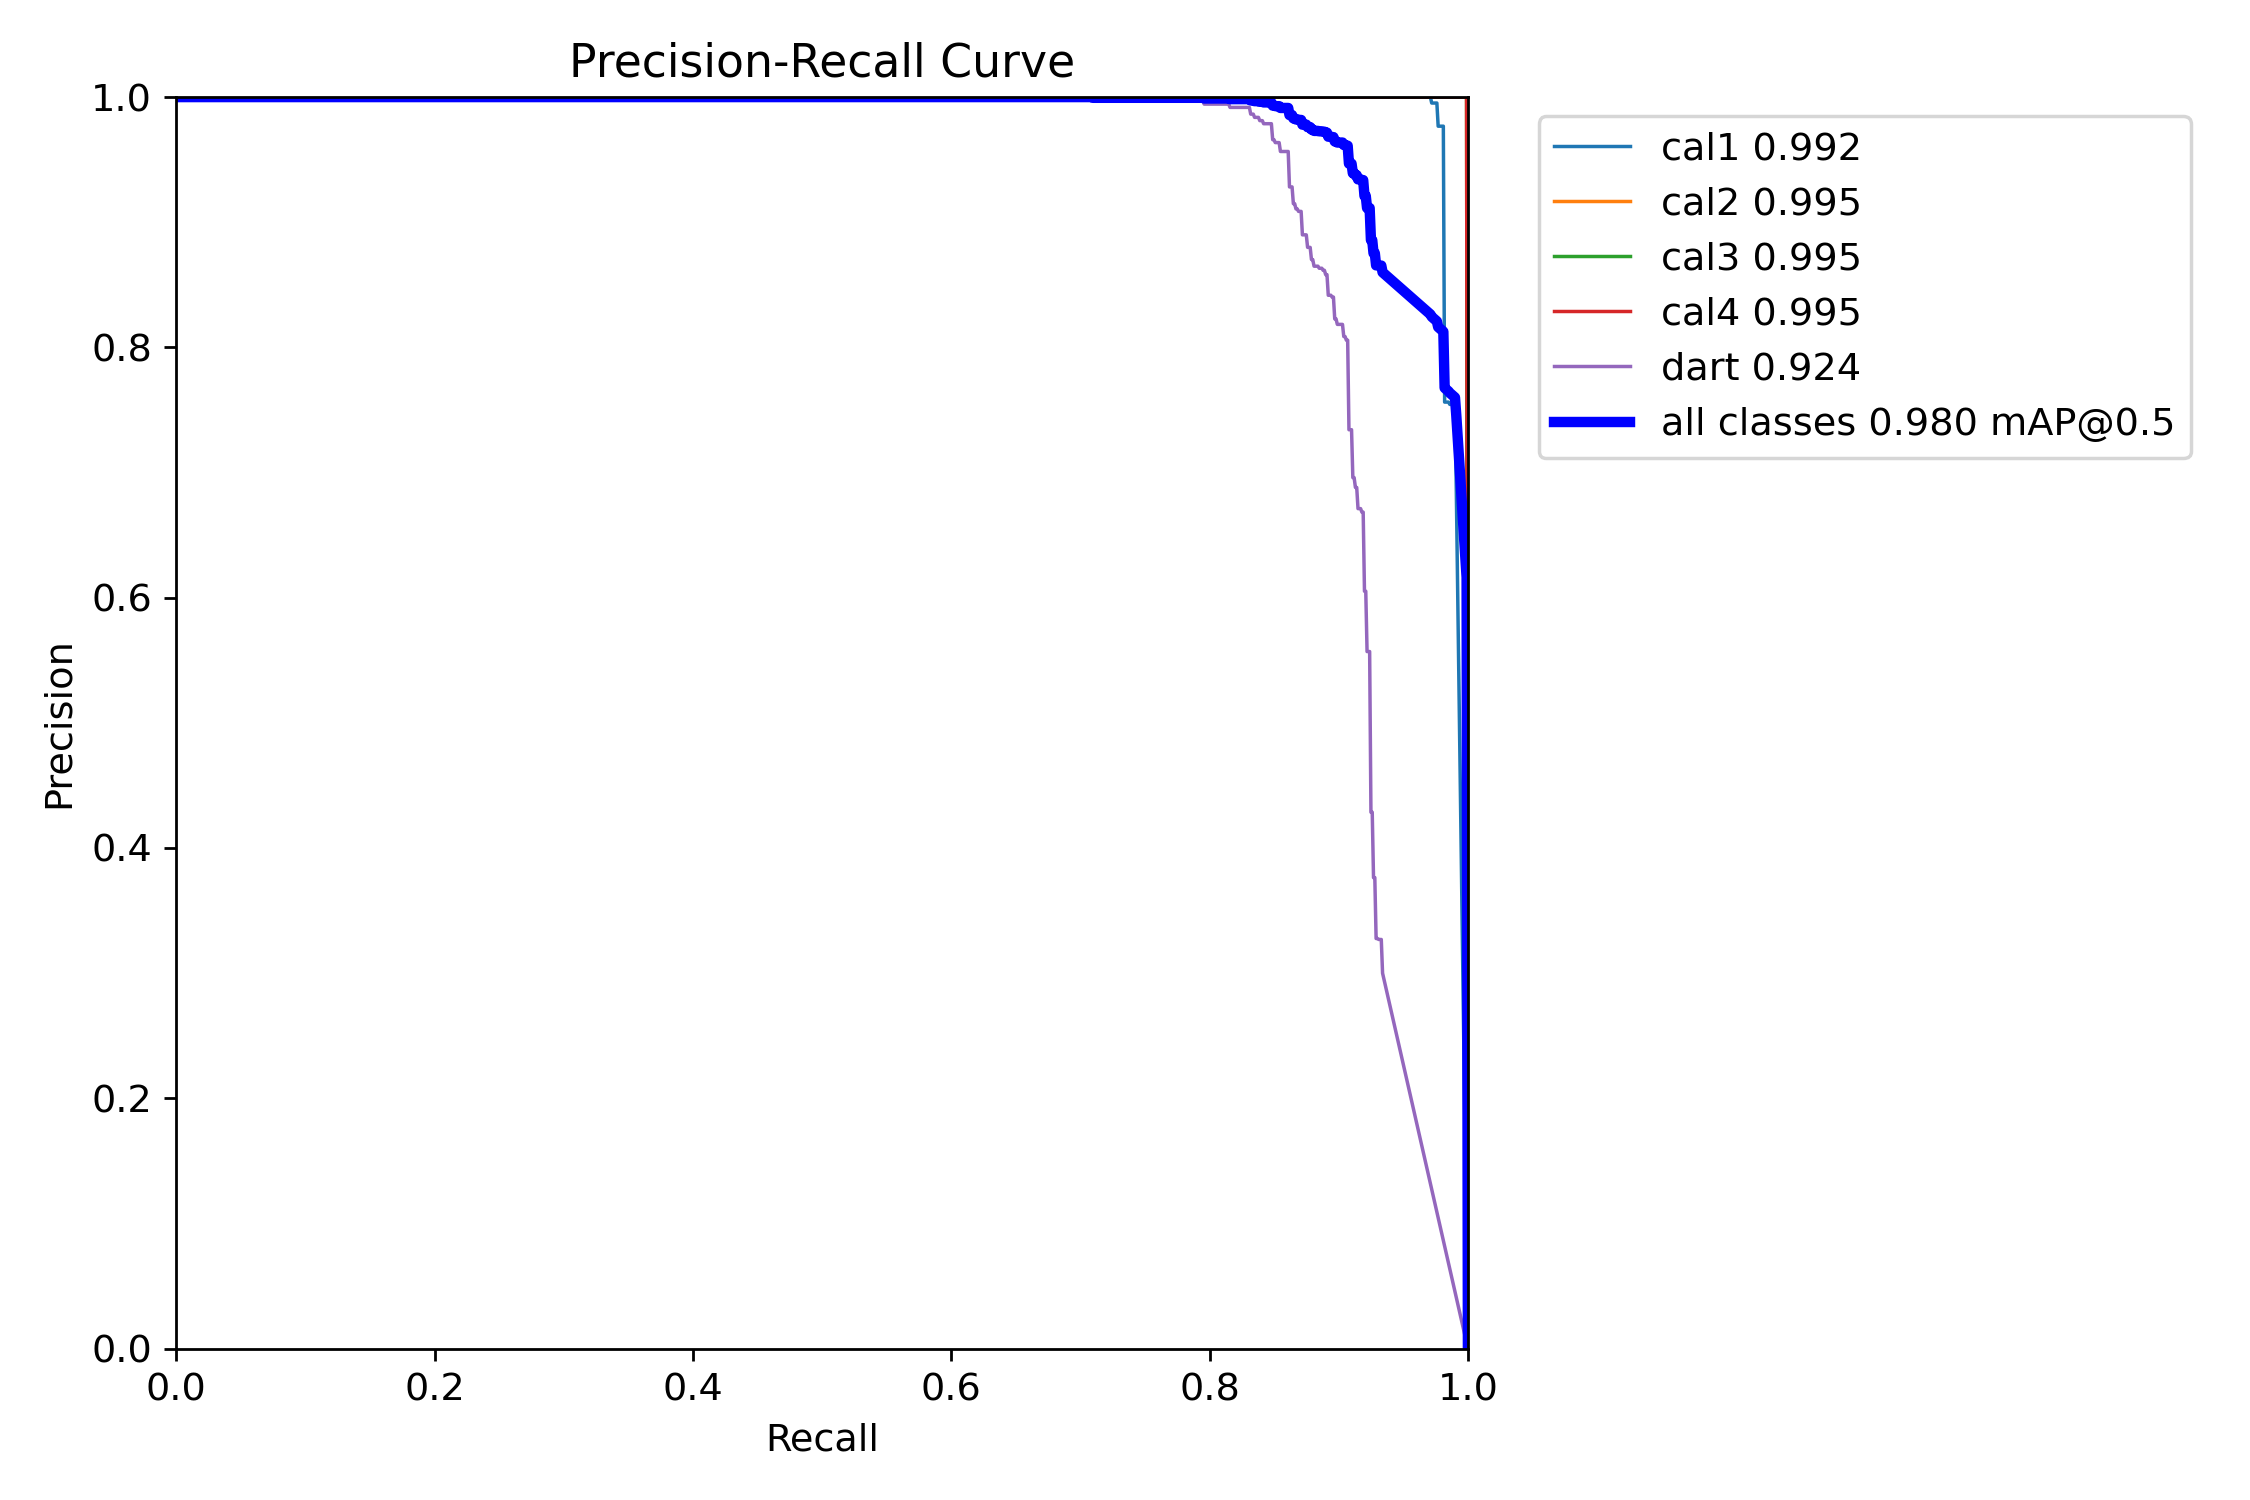 Precision-Recall Curve
1.0
0.8
0.6
0.4
0.2
0.0
Precision
0.0 0.2 0.4 0.6 0.8 1.0
Recall
cal1 0.992
cal2 0.995
cal3 0.995
cal4 0.995
dart 0.924
all classes 0.980 mAP@0.5